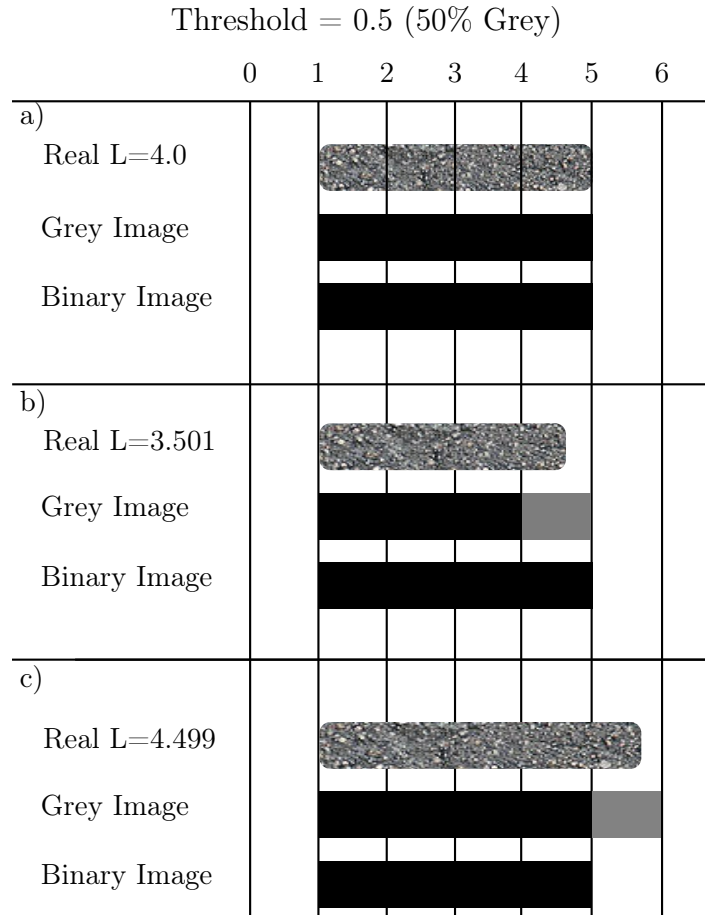 Threshold = 0.5 (50% Grey)
0 1 2 3 4 5 6
a)
Real L=4.0
Grey Image
Binary Image
b)
Real L=3.501
Grey Image
Binary Image
c)
Real L=4.499
Grey Image
Binary Image